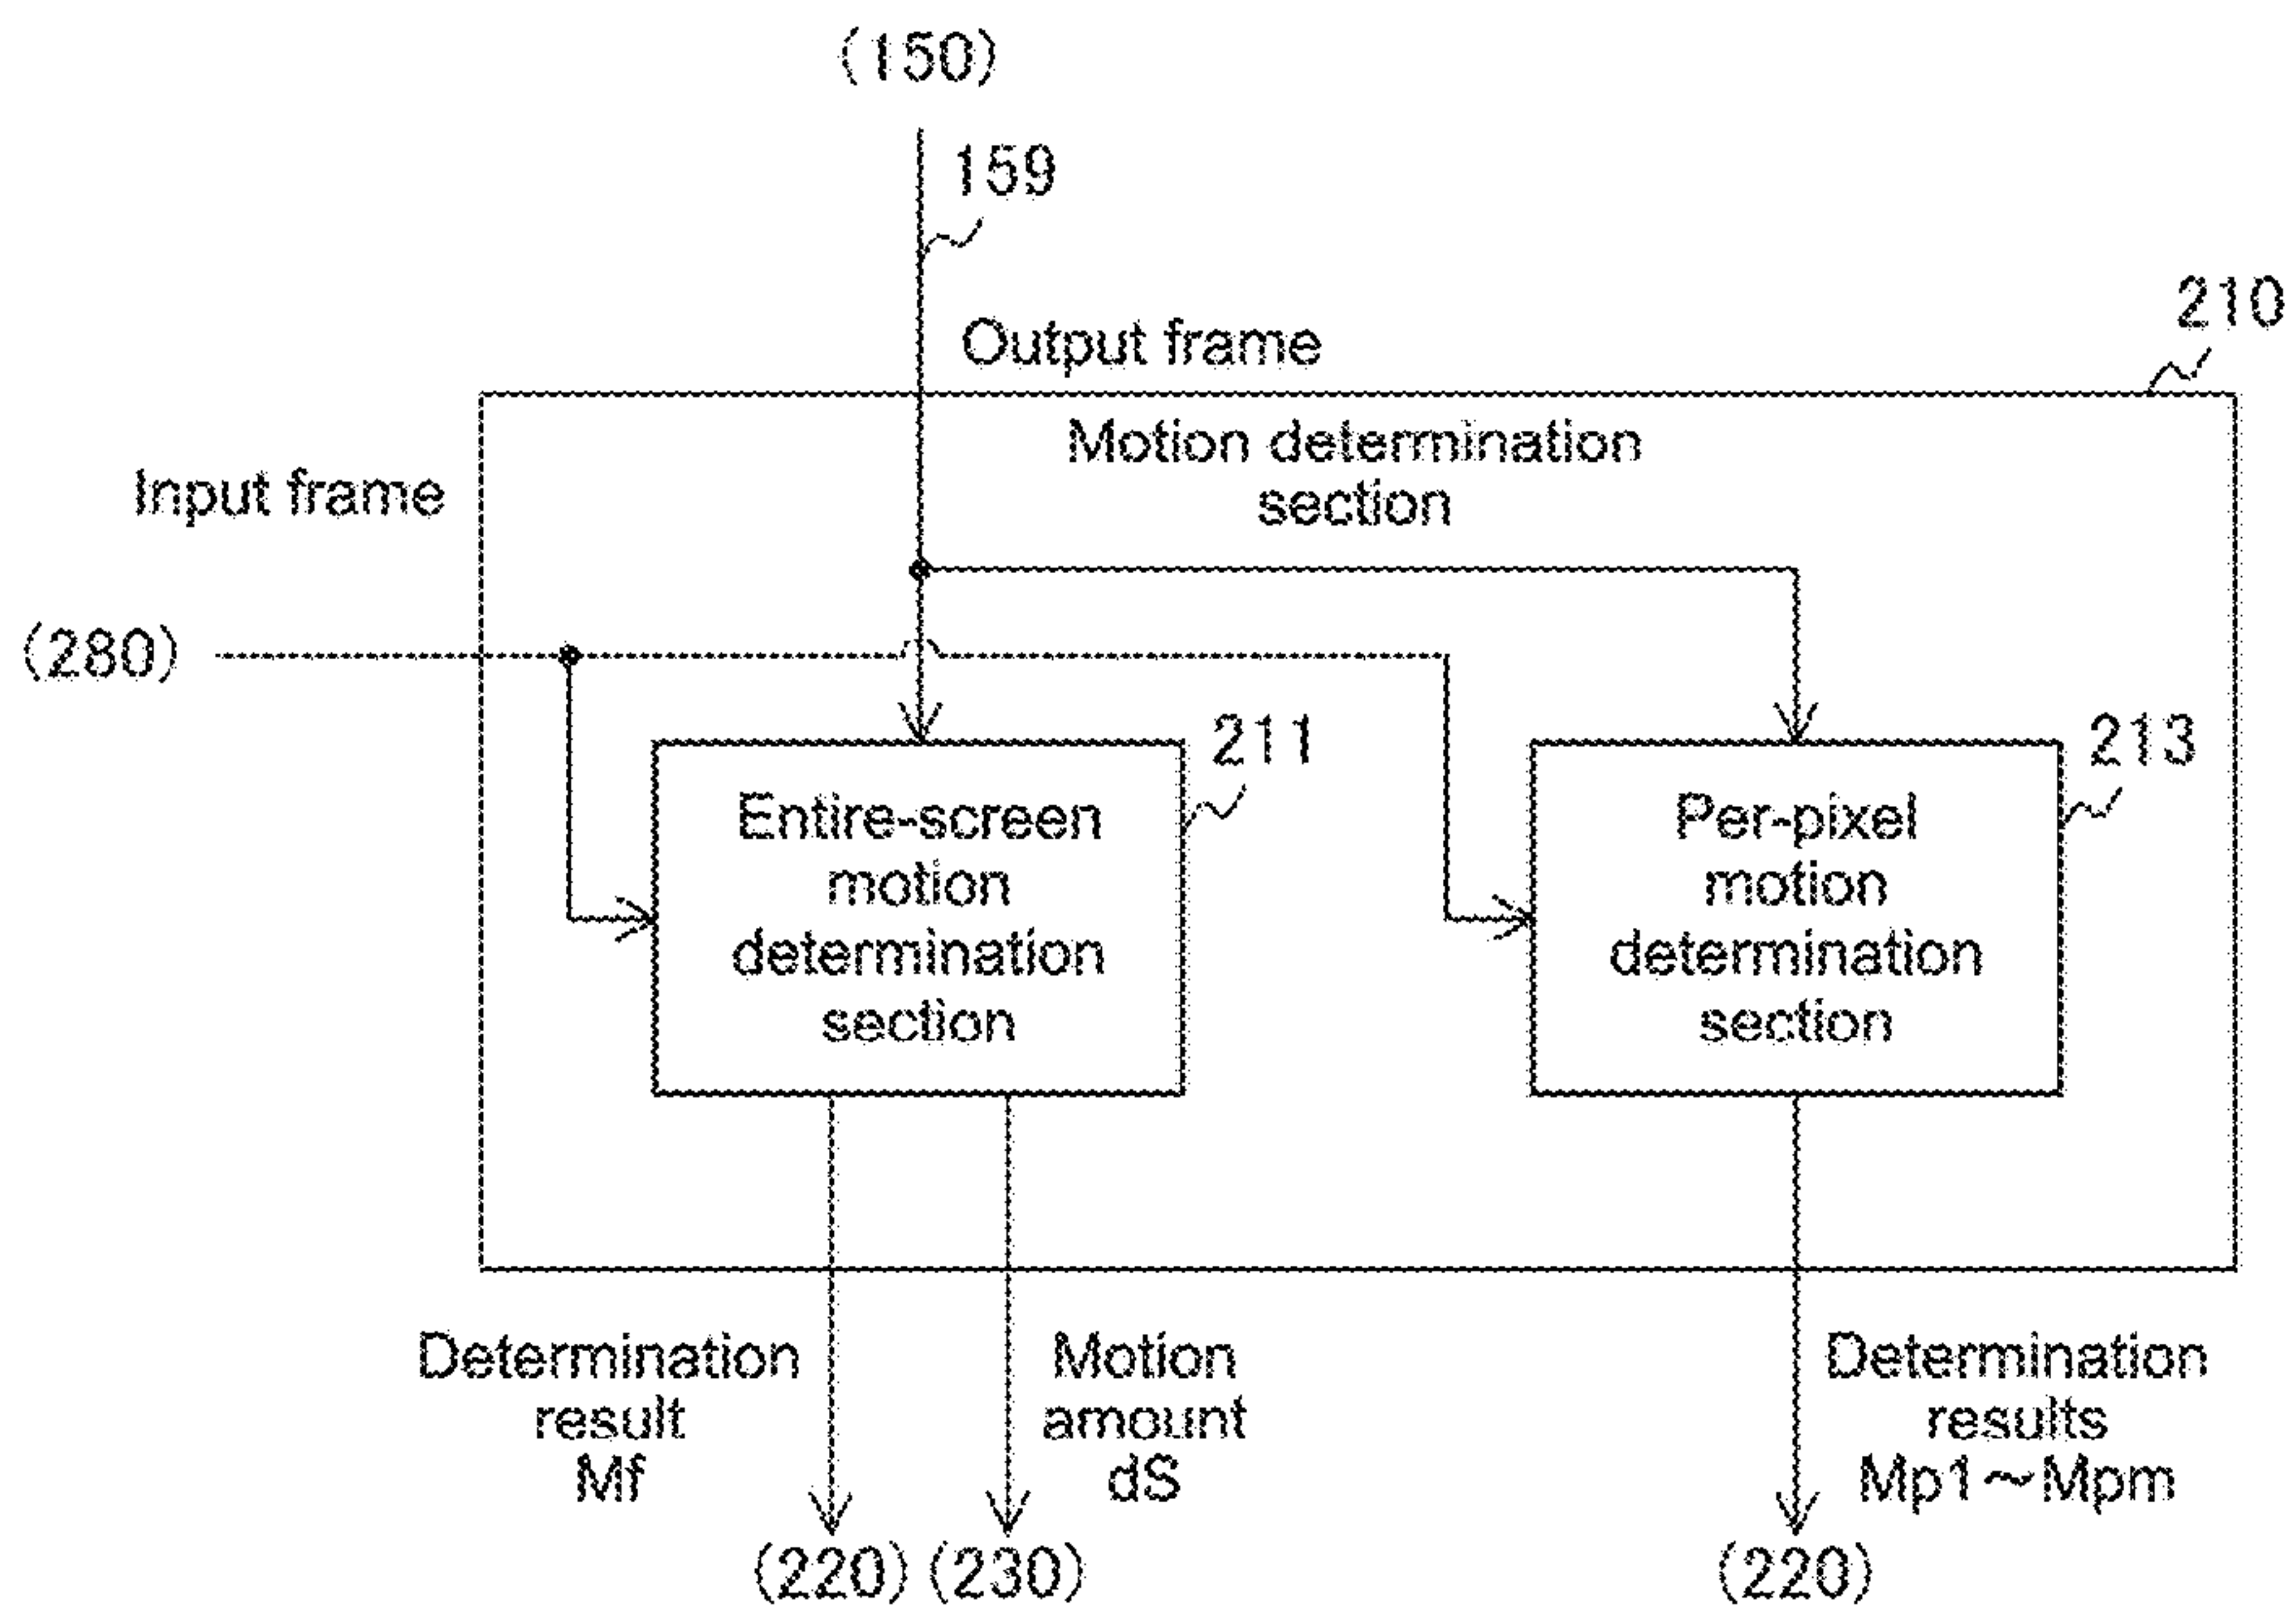 (150)
159
210
Output frame
Motion determination
section
Input frame
(280)
211
213
Entire-screen
motion
determination
section
Per-pixel
motion
determination
section
Determination
result
Mf
Motion
amount
dS
Determination
results
Mp1~Mpm
(220)
(230)
(220)